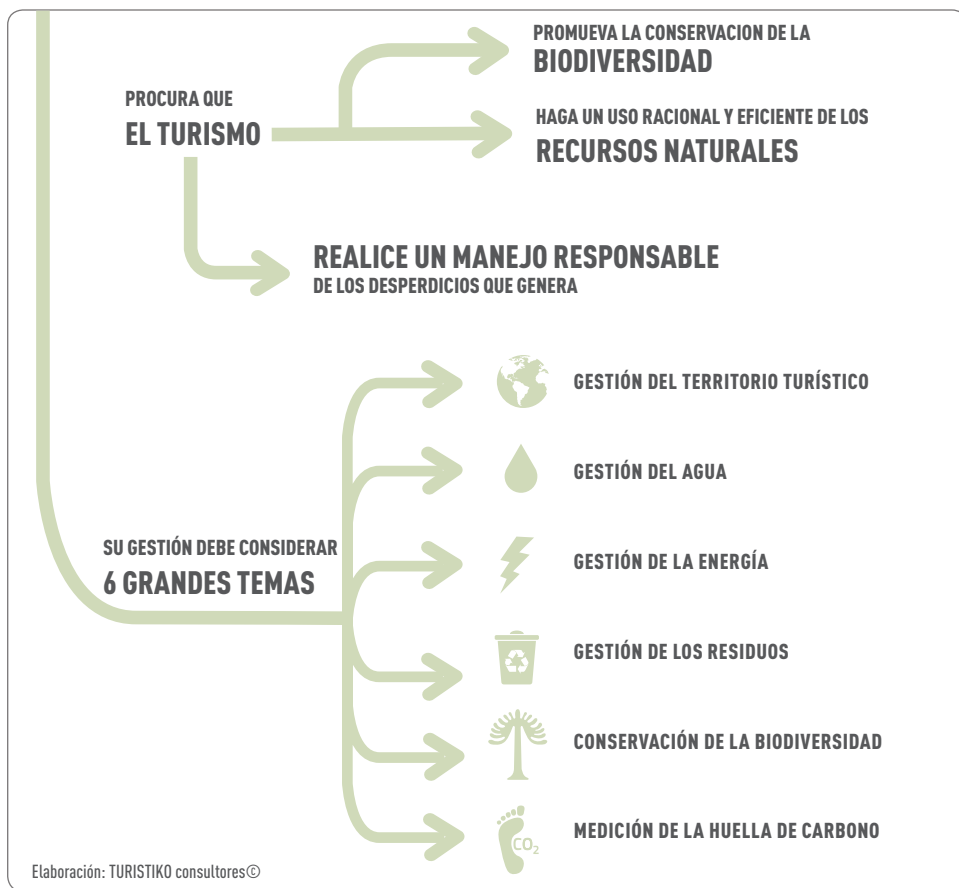 PROMUEVA LA CONSERVACION DE LA
BIODIVERSIDAD
PROCURA QUE
EL TURISMO
HAGA UN USO RACIONAL Y EFICIENTE DE LOS
RECURSOS NATURALES
REALICE UN MANEJO RESPONSABLE
DE LOS DESPERDICIOS QUE GENERA
SU GESTIÓN DEBE CONSIDERAR
6 GRANDES TEMAS
GESTIÓN DEL TERRITORIO TURÍSTICO
GESTIÓN DEL AGUA
GESTIÓN DE LA ENERGÍA
GESTIÓN DE LOS RESIDUOS
CONSERVACIÓN DE LA BIODIVERSIDAD
CO₂
MEDICIÓN DE LA HUELLA DE CARBONO
Elaboración: TURISTIKO consultores©